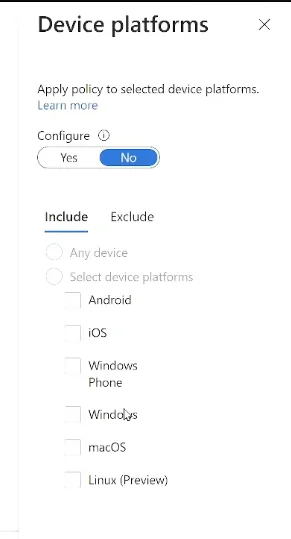 Device platforms
Apply policy to selected device platforms.
Learn more
Configure
Yes No
Include Exclude
Any device
Select device platforms
Android
iOS
Windows
Phone
Windows
macOS
Linux (Preview)